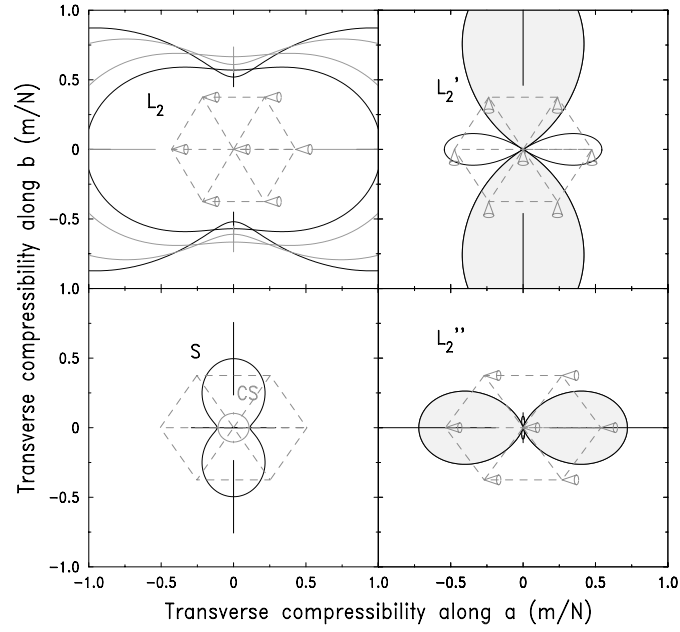 Transverse compressibility along b (m/N)
1.0
0.5
0
−0.5
L2
L2'
1.0
0.5
0
−0.5
−1.0
S
CS
L2''
−1.0 −0.5 0 0.5 1.0 −0.5 0 0.5 1.0
Transverse compressibility along a (m/N)